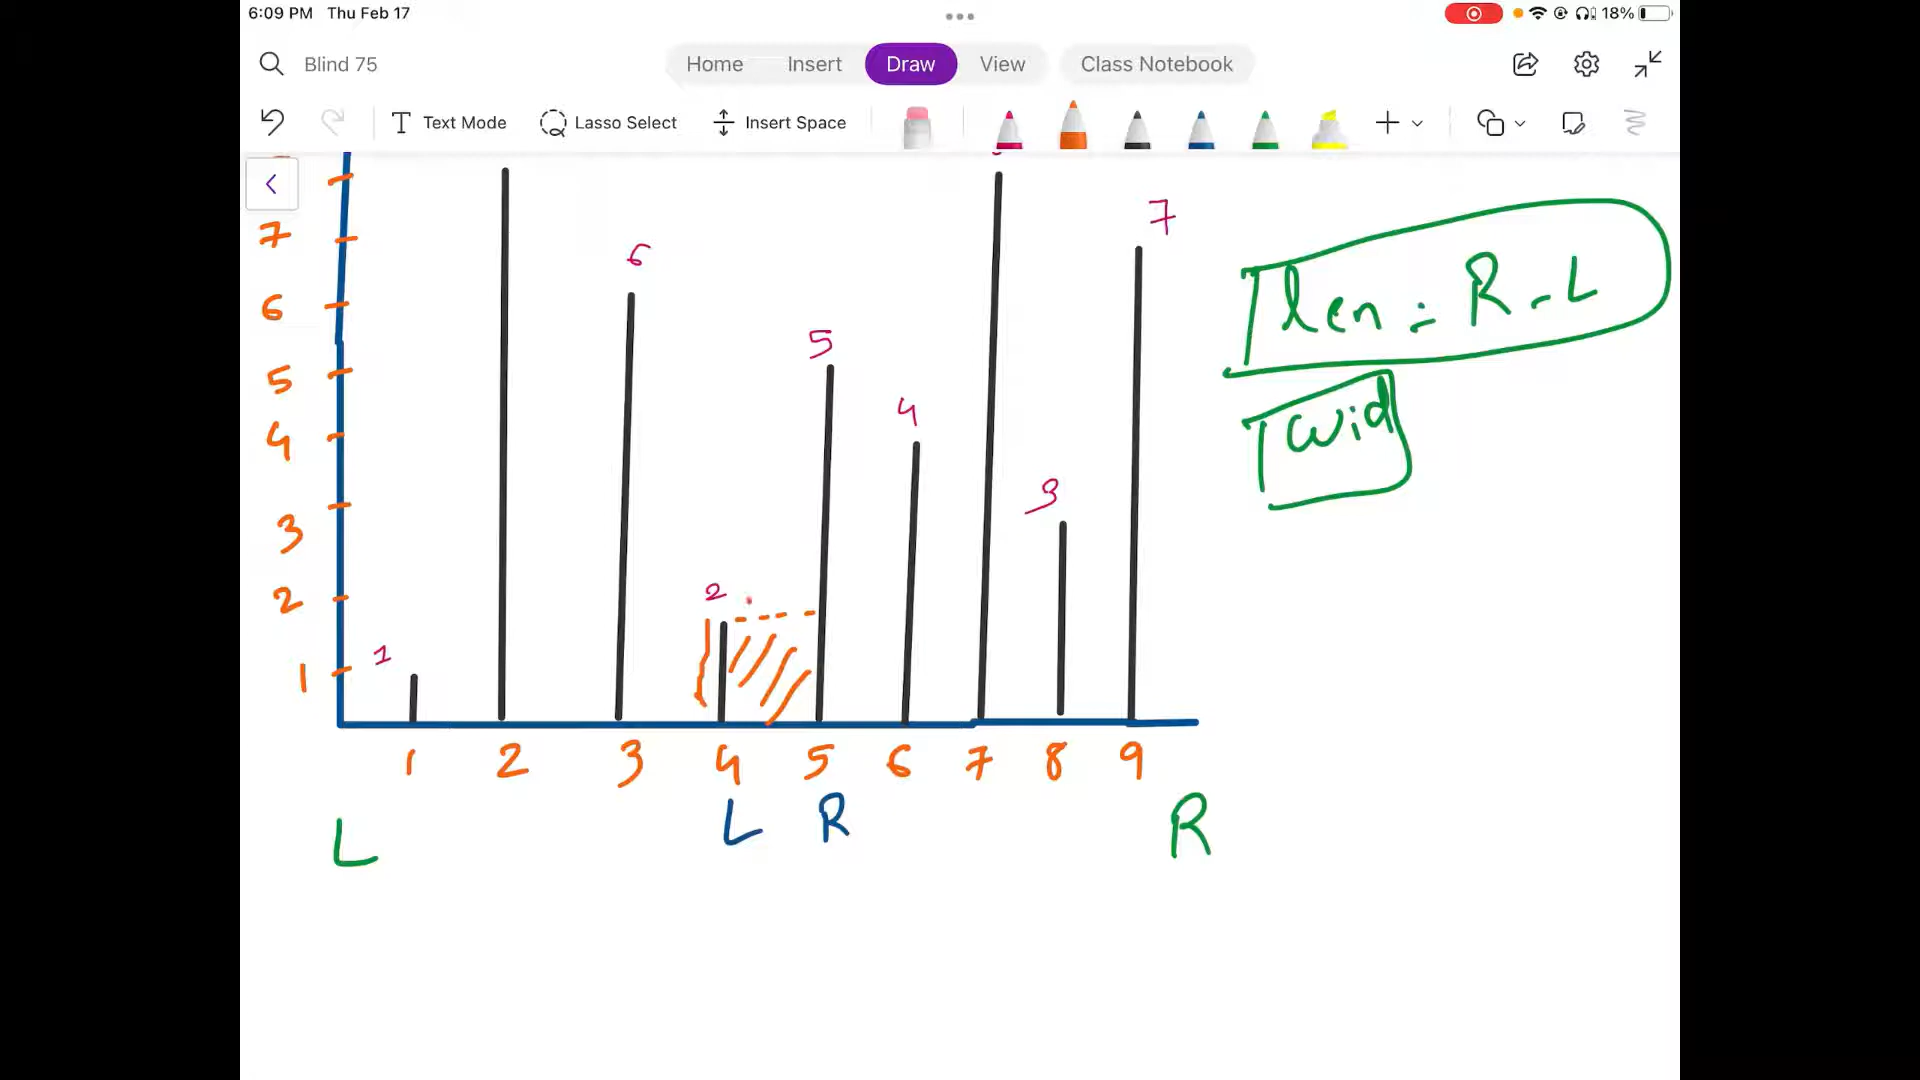 6:09 PM Thu Feb 17
18%
Blind 75
Home Insert Draw View Class Notebook
Text Mode Lasso Select Insert Space
7
7
6
len = R - L
6
5
5
4
4
wid
3
3
2
2
1
1
1 2 3 4 5 6 7 8 9
L R
L R